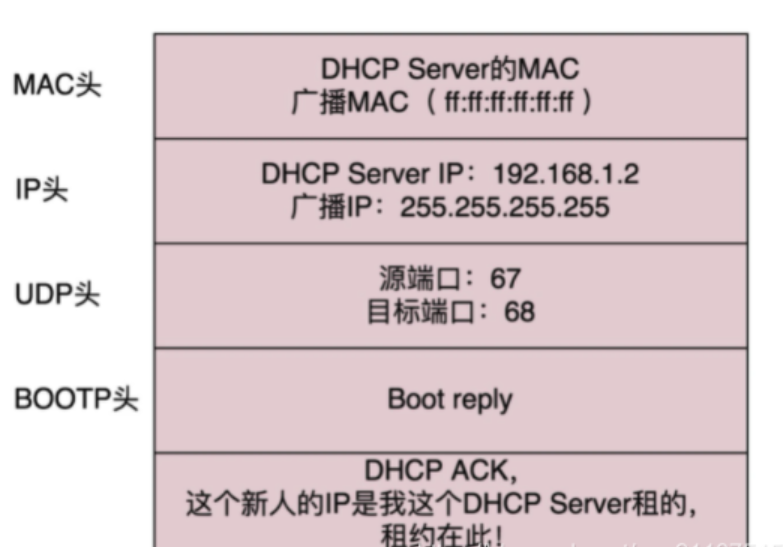 MAC头
DHCP Server的MAC
广播MAC（ff:ff:ff:ff:ff:ff）
IP头
DHCP Server IP：192.168.1.2
广播IP：255.255.255.255
UDP头
源端口：67
目标端口：68
BOOTP头
Boot reply
DHCP ACK，
这个新人的IP是我这个DHCP Server租的，
租约在此！